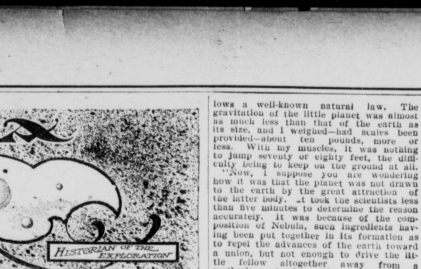 HISTORIAN OF THE
EXPLORATION
lows a well-known natural law. The
gravitation of the little planet was almost
as much less than that of the earth as
its size, and I weighed—had scales been
provided—about ten pounds, more or
less. With my muscles, it was nothing
to jump seventy or eighty feet, the diffi-
culty being to keep on the ground at all.
"Now, I suppose you are wondering
how it was that the planet was not drawn
to the earth by the great attraction of
the latter body. It took the scientists less
than five minutes to determine the reason
accurately. It was because of the com-
position of Nebula, such ingredients hav-
ing been put together in its formation as
to repel the advances of the earth toward
a union, but not enough to drive the lit-
tle fellow altogether away from a